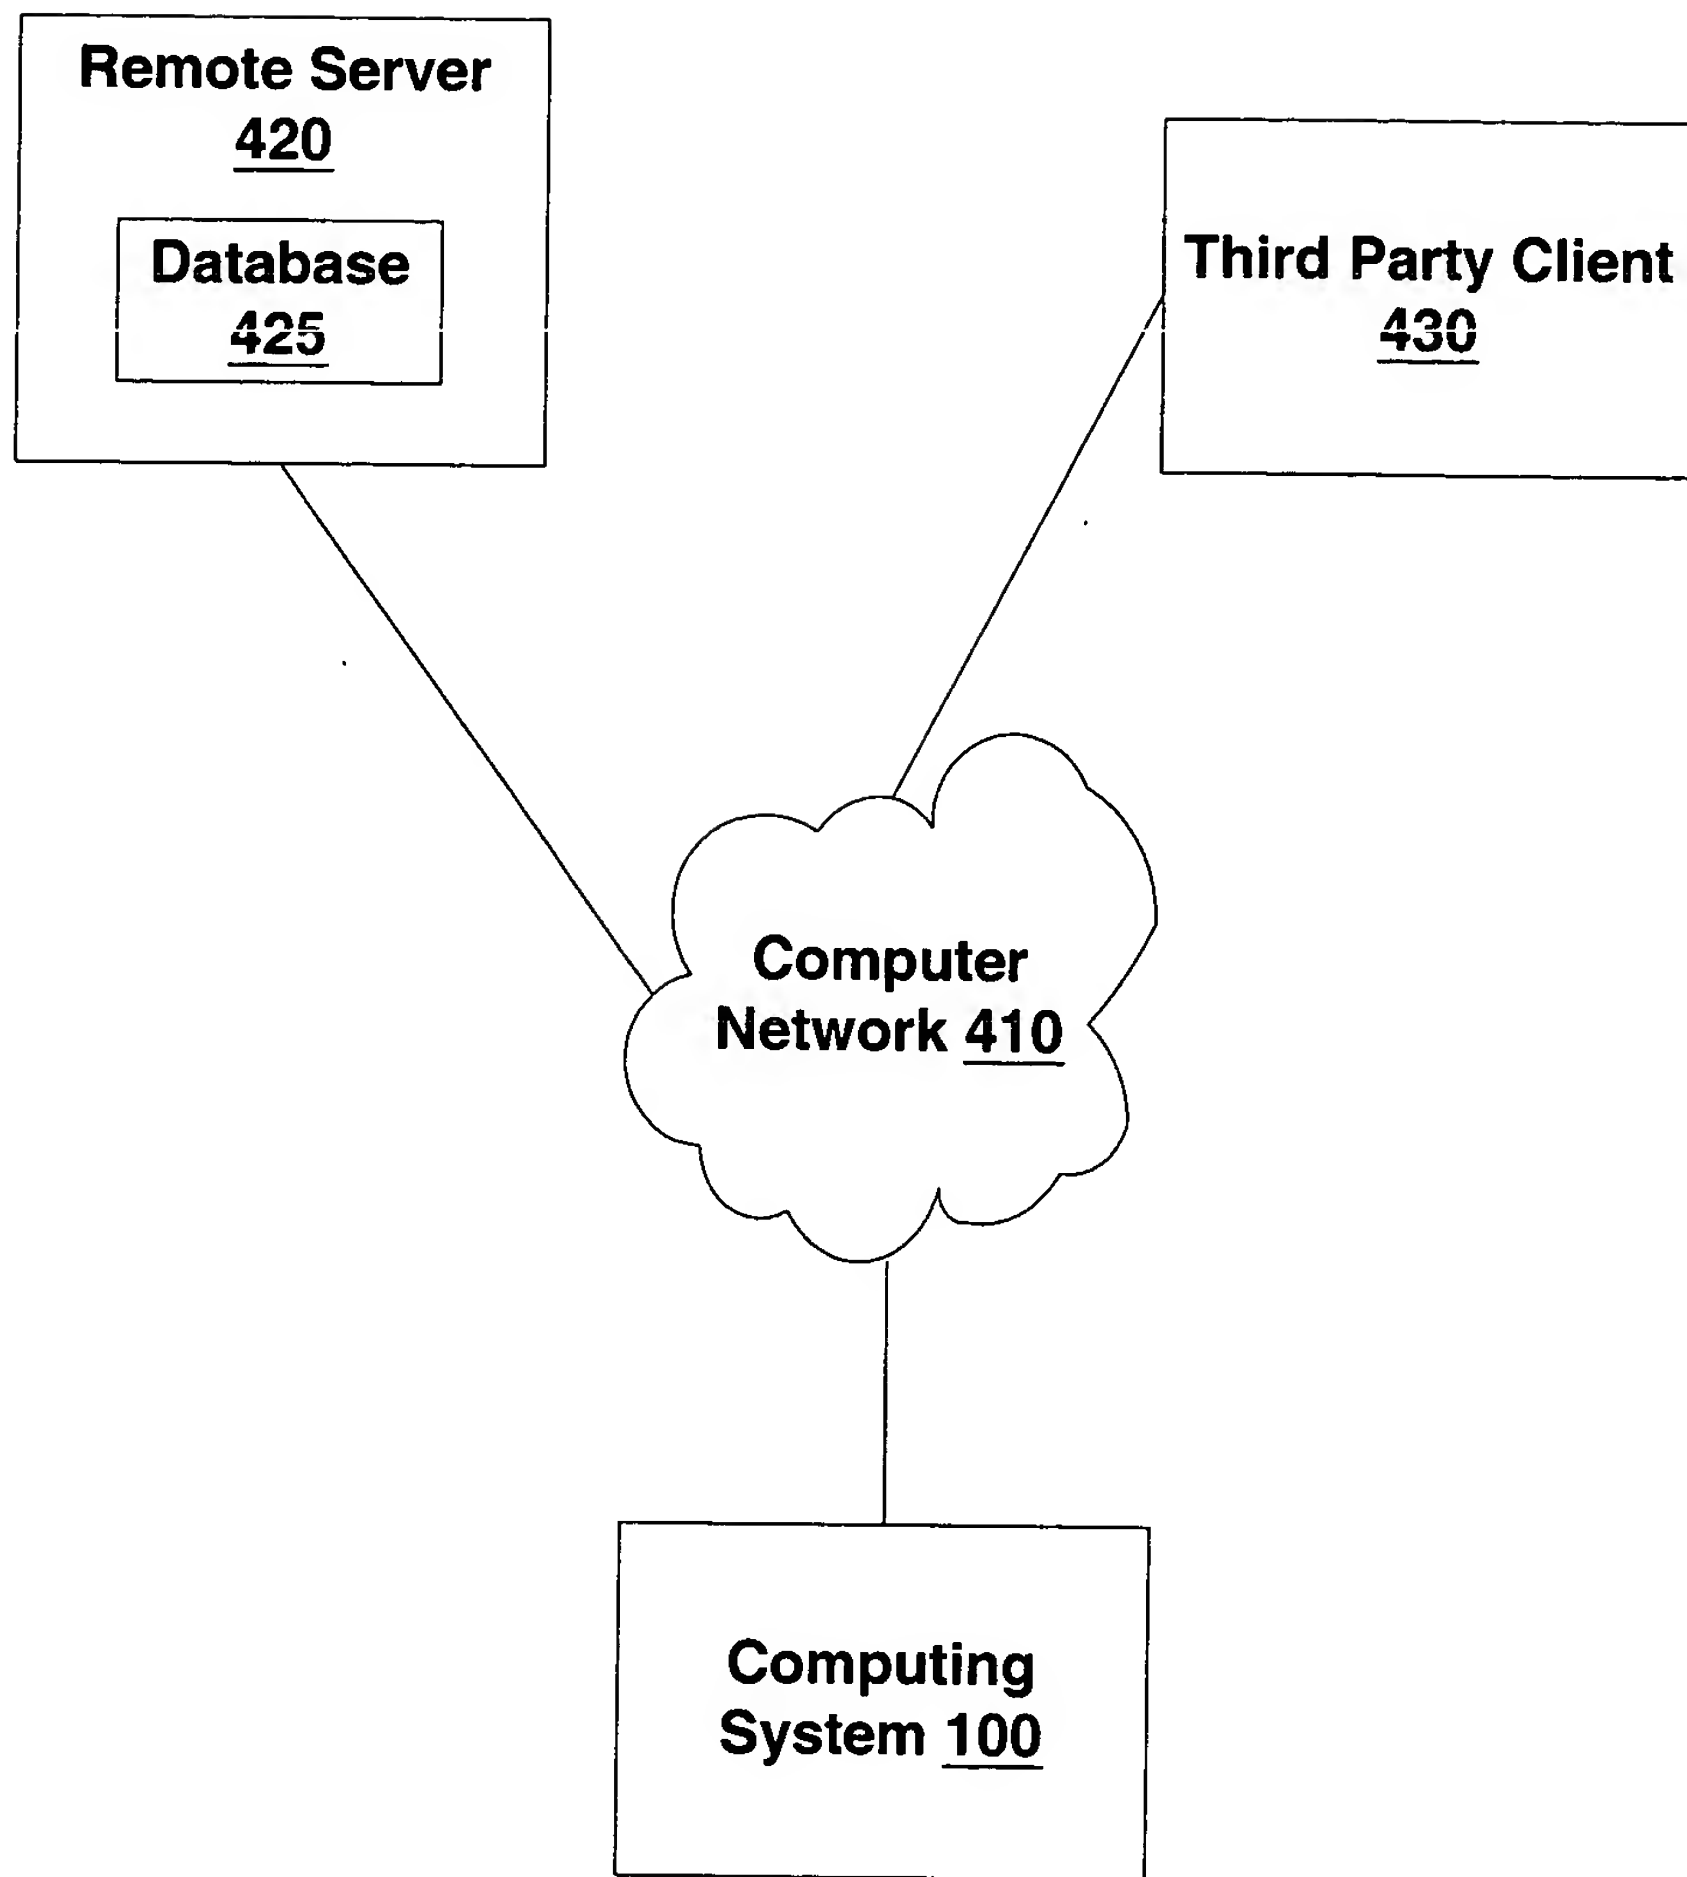 Remote Server
420
Database
425
Third Party Client
430
Computer
Network 410
Computing
System 100